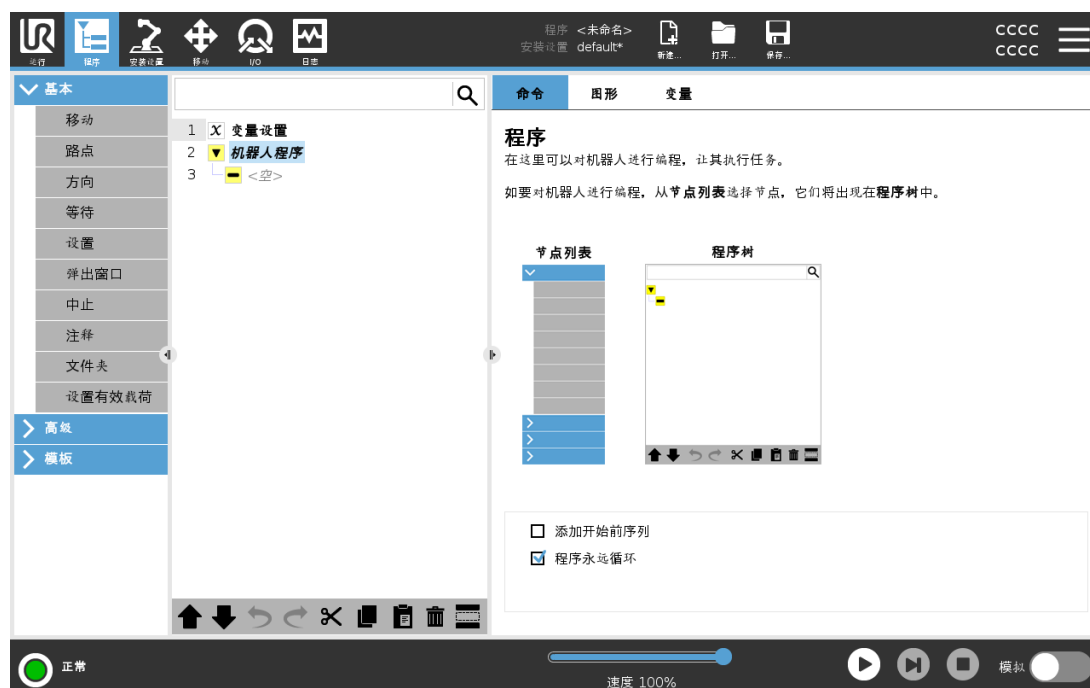 UR
运行
程序
安装设置
移动
I/O
日志
程序 <未命名>
安装设置 default*
新建...
打开...
保存...
CCCC
CCCC
基本
移动
路点
方向
等待
设置
弹出窗口
中止
注释
文件夹
设置有效载荷
高级
模板
1 X 变量设置
2 机器人程序
3 <空>
命令 图形 变量
程序
在这里可以对机器人进行编程，让其执行任务。
如要对机器人进行编程，从节点列表选择节点，它们将出现在程序树中。
节点列表
程序树
添加开始前序列
程序永远循环
正常
速度 100%
模拟